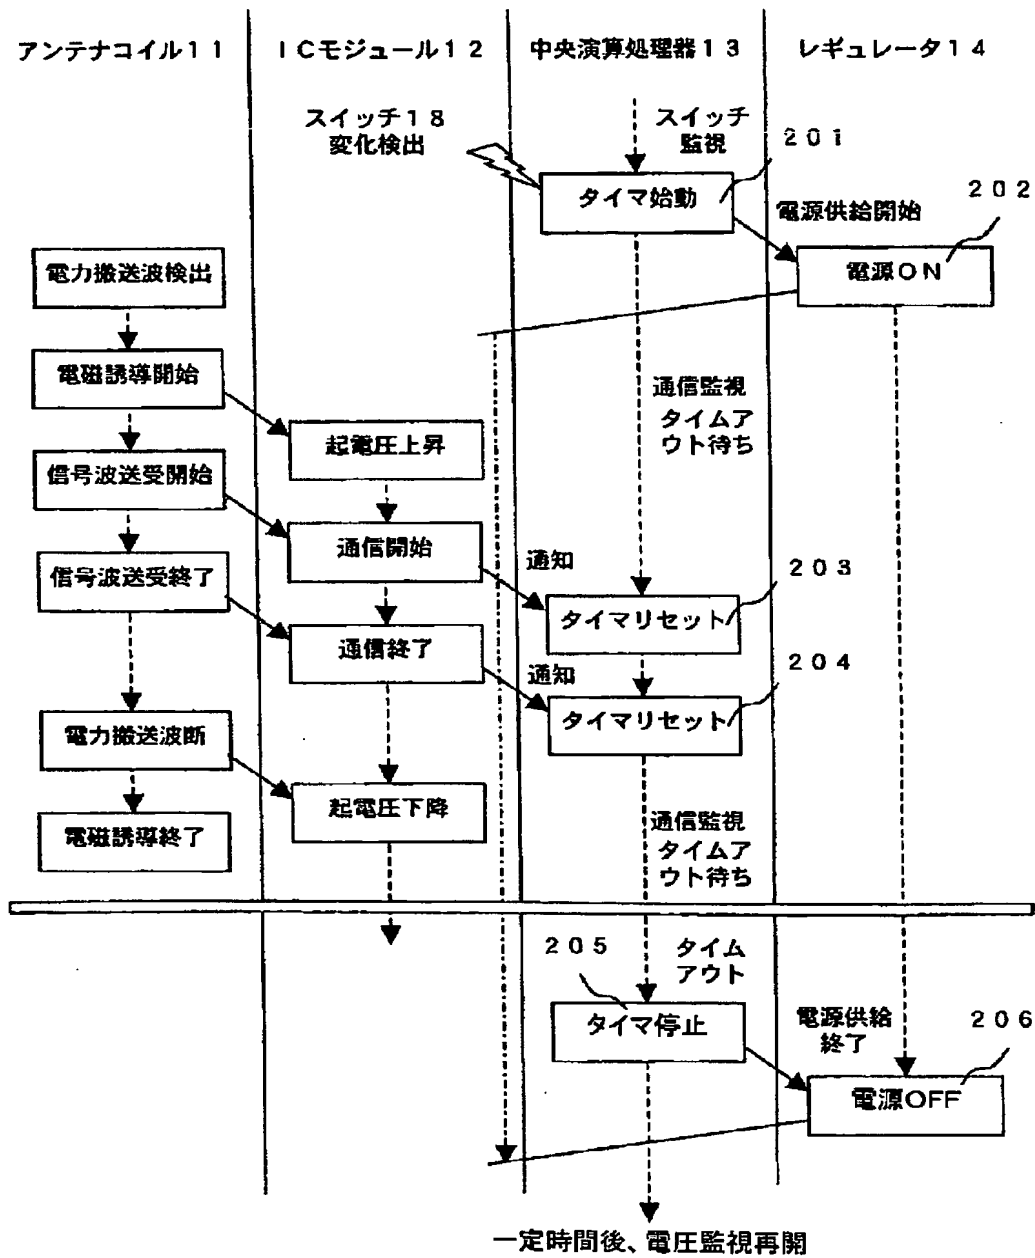 アンテナコイル11
ICモジュール12
中央演算処理器13
レギュレータ14
スイッチ18
変化検出
スイッチ
監視
201
タイマ始動
202
電源供給開始
電源ON
電力搬送波検出
電磁誘導開始
通信監視
タイムア
ウト待ち
起電圧上昇
信号波送受開始
通信開始
通知
203
信号波送受終了
タイマリセット
通信終了
204
通知
タイマリセット
電力搬送波断
起電圧下降
電磁誘導終了
通信監視
タイムア
ウト待ち
205
タイム
アウト
タイマ停止
電源供給
終了
206
電源OFF
一定時間後、電圧監視再開